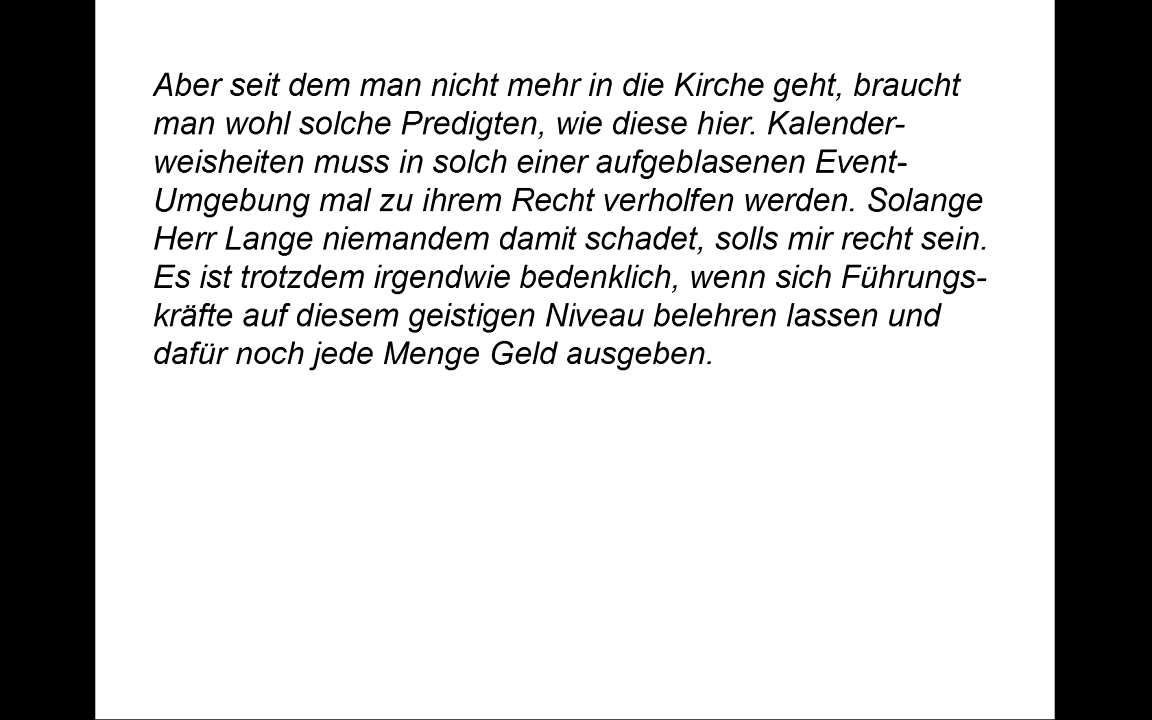 Aber seit dem man nicht mehr in die Kirche geht, braucht
man wohl solche Predigten, wie diese hier. Kalender-
weisheiten muss in solch einer aufgeblasenen Event-
Umgebung mal zu ihrem Recht verholfen werden. Solange
Herr Lange niemandem damit schadet, solls mir recht sein.
Es ist trotzdem irgendwie bedenklich, wenn sich Führungs-
kräfte auf diesem geistigen Niveau belehren lassen und
dafür noch jede Menge Geld ausgeben.